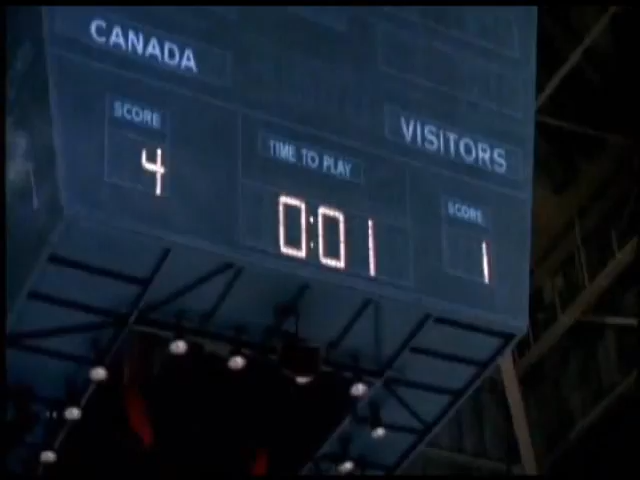 CANADA
VISITORS
SCORE
TIME TO PLAY
SCORE
4
0:01
1